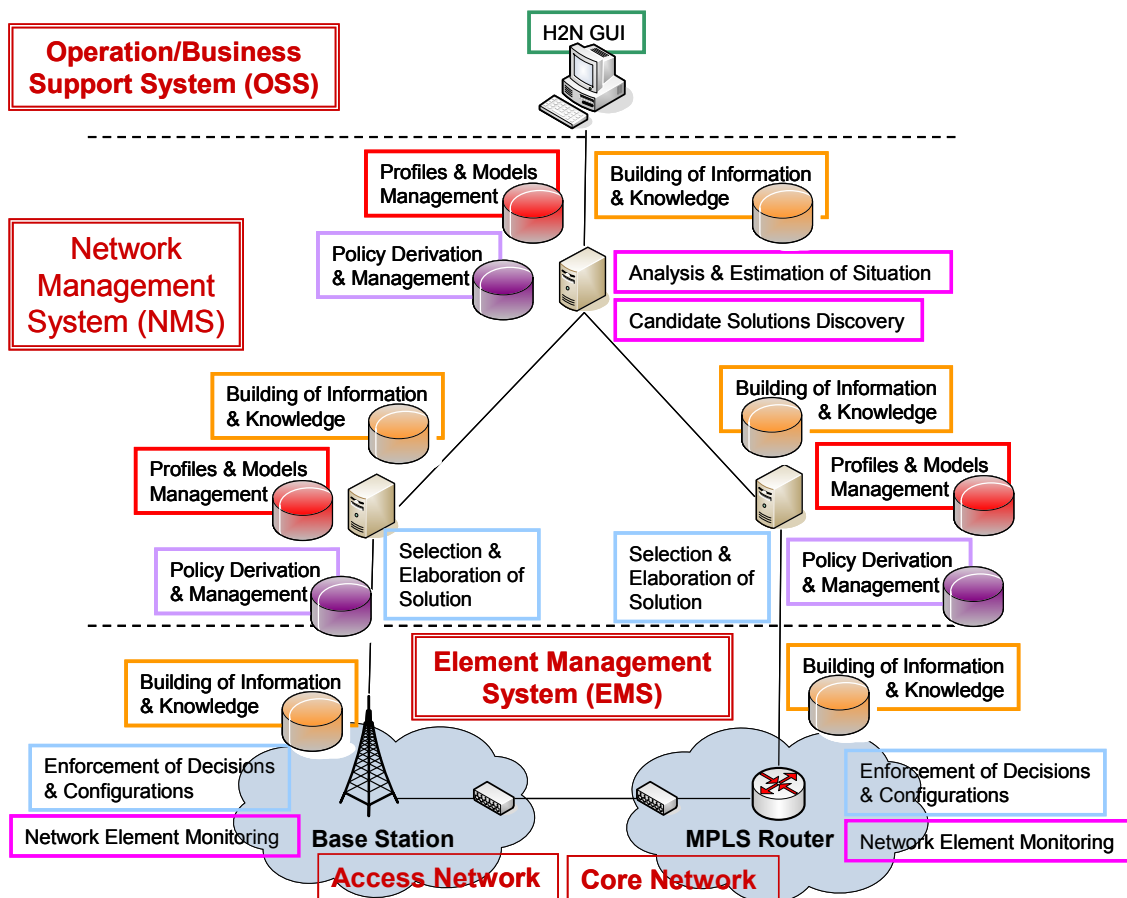 H2N GUI
Operation/Business
Support System (OSS)
Profiles & Models
Management
Building of Information
& Knowledge
Network
Management
System (NMS)
Policy Derivation
& Management
Analysis & Estimation of Situation
Candidate Solutions Discovery
Building of Information
& Knowledge
Building of Information
& Knowledge
Profiles & Models
Management
Profiles & Models
Management
Selection &
Elaboration of
Solution
Selection &
Elaboration of
Solution
Policy Derivation
& Management
Policy Derivation
& Management
Element Management
System (EMS)
Building of Information
& Knowledge
Building of Information
& Knowledge
Enforcement of Decisions
& Configurations
Enforcement of Decisions
& Configurations
Network Element Monitoring
Base Station
MPLS Router
Network Element Monitoring
Access Network
Core Network